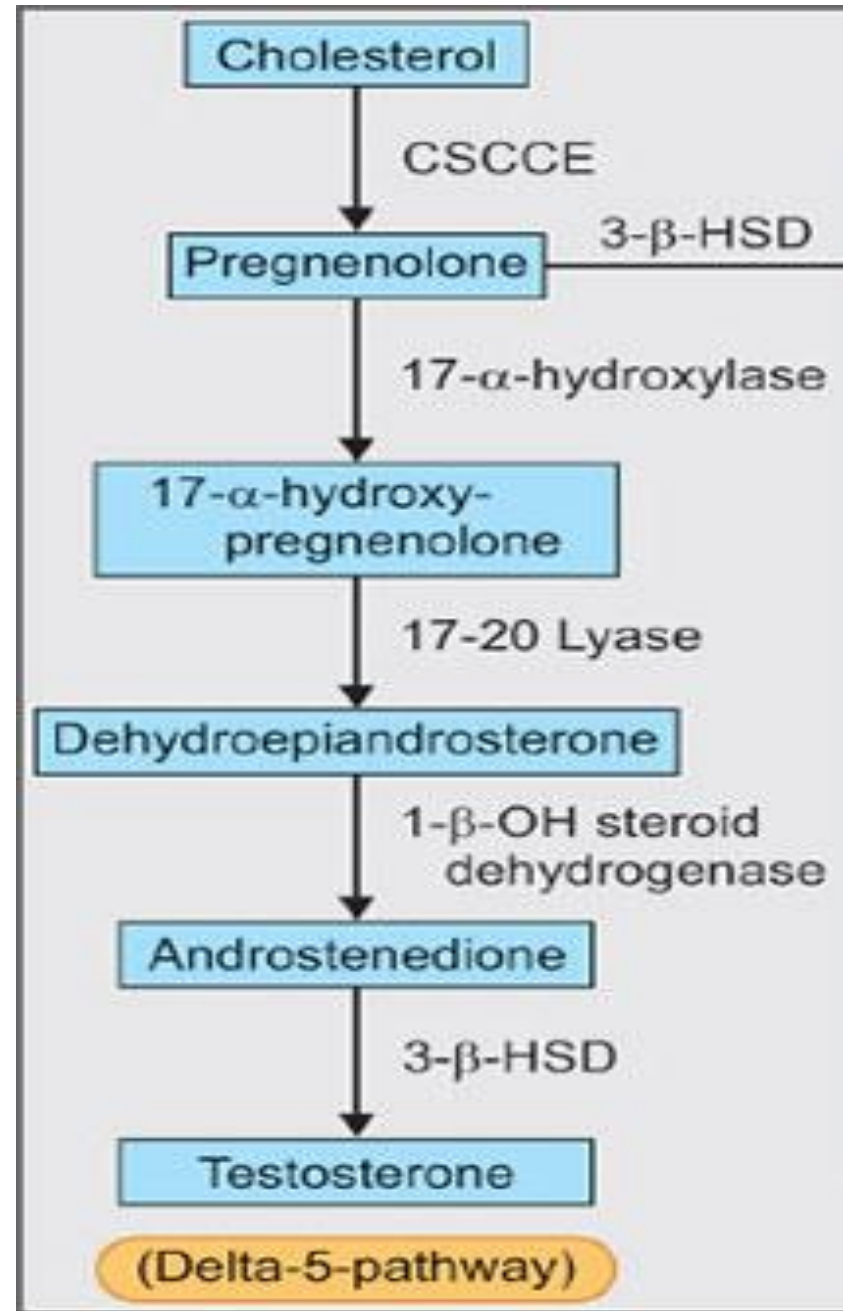 Cholesterol
CSCCE
3-β-HSD
Pregnenolone
17-α-hydroxylase
17-α-hydroxy-
pregnenolone
17-20 Lyase
Dehydroepiandrosterone
1-β-OH steroid
dehydrogenase
Androstenedione
3-β-HSD
Testosterone
(Delta-5-pathway)